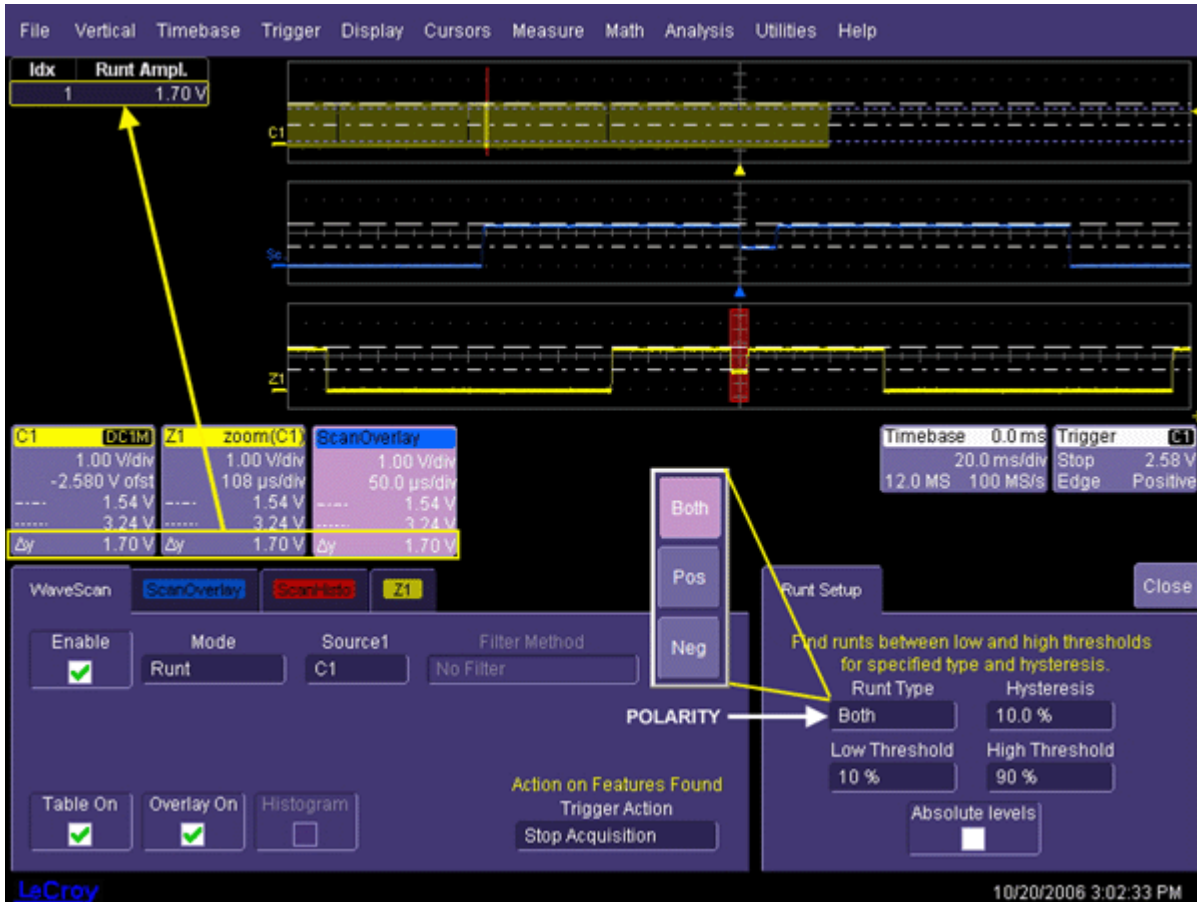 File Vertical Timebase Trigger Display Cursors Measure Math Analysis Utilities Help
Idx Runt Ampl.
1 1.70 V
C1
Sc.
Z1
C1 DC1M
1.00 V/div
-2.580 V ofst
1.54 V
3.24 V
Δy 1.70 V
Z1 zoom(C1)
1.00 V/div
108 µs/div
1.54 V
3.24 V
Δy 1.70 V
ScanOverlay
1.00 V/div
50.0 µs/div
1.54 V
3.24 V
Δy 1.70 V
Timebase 0.0 ms
20.0 ms/div
12.0 MS 100 MS/s
Trigger C1
Stop 2.58 V
Edge Positive
Both
Pos
Neg
WaveScan ScanOverlay ScanHisto Z1
Enable
Mode
Runt
Source1
C1
Filter Method
No Filter
POLARITY
Action on Features Found
Trigger Action
Stop Acquisition
Table On Overlay On Histogram
Runt Setup
Close
Find runts between low and high thresholds
for specified type and hysteresis.
Runt Type Hysteresis
Both 10.0 %
Low Threshold High Threshold
10 % 90 %
Absolute levels
LeCroy
10/20/2006 3:02:33 PM